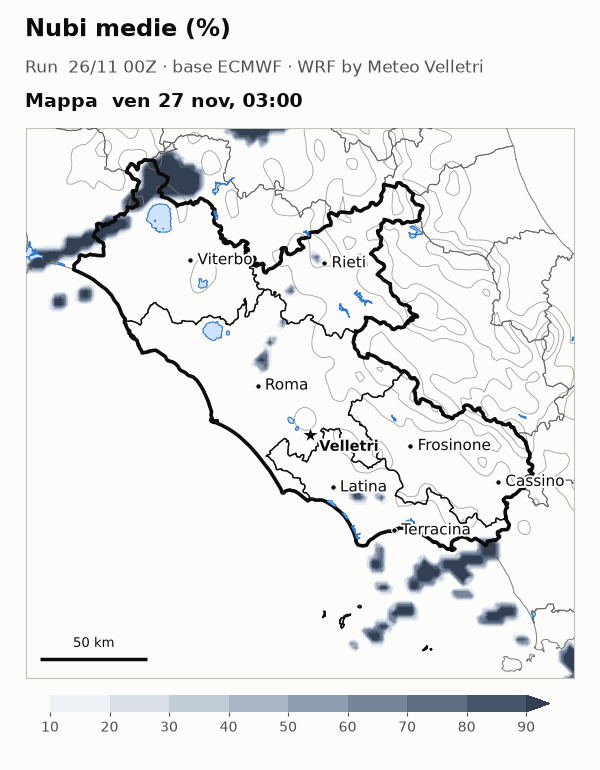 Nubi medie (%)
Run  26/11 00Z · base ECMWF · WRF by Meteo Velletri
Mappa  ven 27 nov, 03:00
Viterbo
Rieti
Roma
Velletri
Frosinone
Latina
Cassino
Terracina
50 km
10 20 30 40 50 60 70 80 90